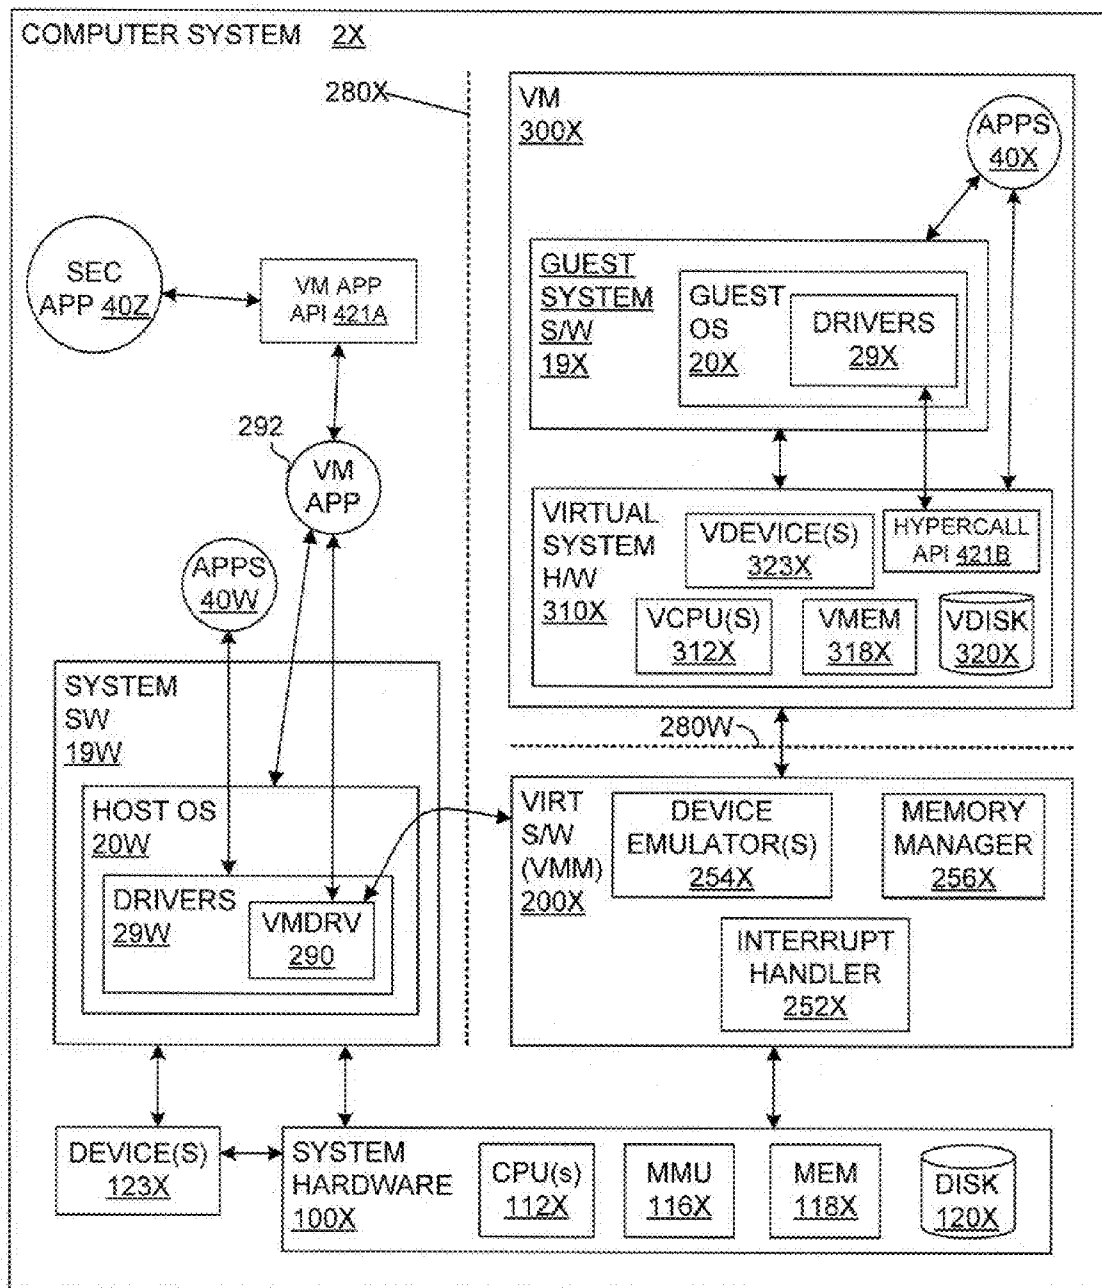 COMPUTER SYSTEM 2X
280X
VM
300X
APPS
40X
SEC
APP 40Z
VM APP
API 421A
GUEST
SYSTEM
S/W
19X
GUEST
OS
20X
DRIVERS
29X
292
VM
APP
APPS
40W
VIRTUAL
SYSTEM
H/W
310X
VDEVICE(S)
323X
HYPERCALL
API 421B
VCPU(S)
312X
VMEM
318X
VDISK
320X
SYSTEM
SW
19W
280W
HOST OS
20W
DRIVERS
29W
VMDRV
290
VIRT
S/W
(VMM)
200X
DEVICE
EMULATOR(S)
254X
MEMORY
MANAGER
256X
INTERRUPT
HANDLER
252X
DEVICE(S)
123X
SYSTEM
HARDWARE
100X
CPU(s)
112X
MMU
116X
MEM
118X
DISK
120X